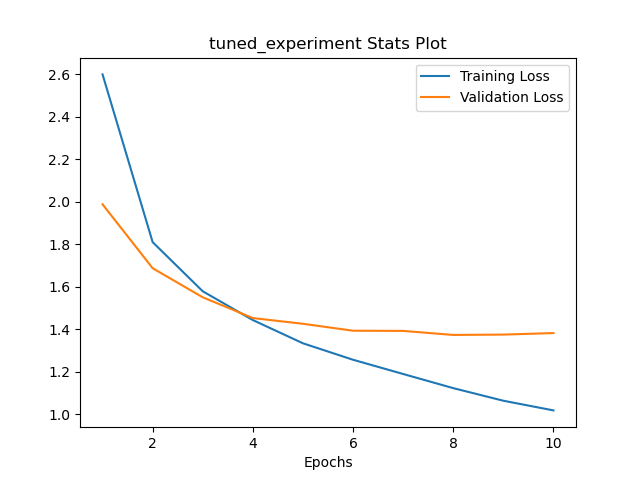 tuned_experiment Stats Plot
Training Loss
Validation Loss
2.6
2.4
2.2
2.0
1.8
1.6
1.4
1.2
1.0
2 4 6 8 10
Epochs